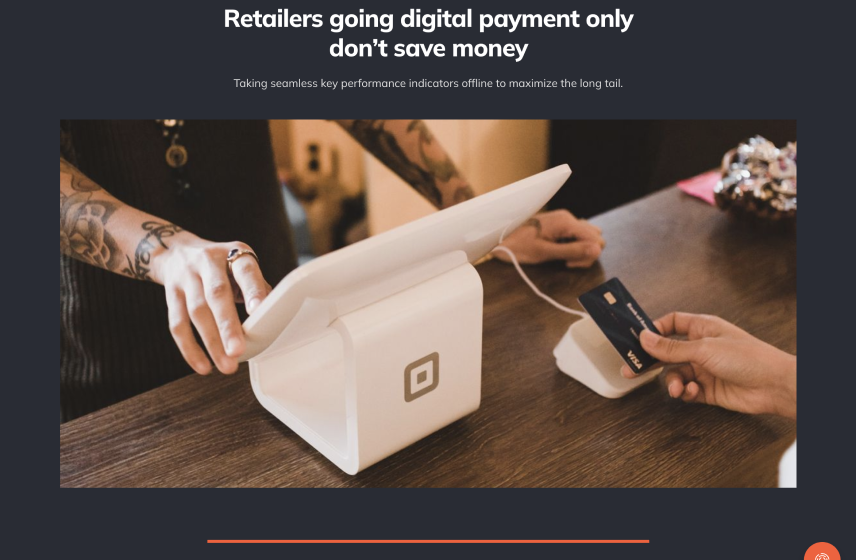 Retailers going digital payment only
don’t save money
Taking seamless key performance indicators offline to maximize the long tail.
VISA